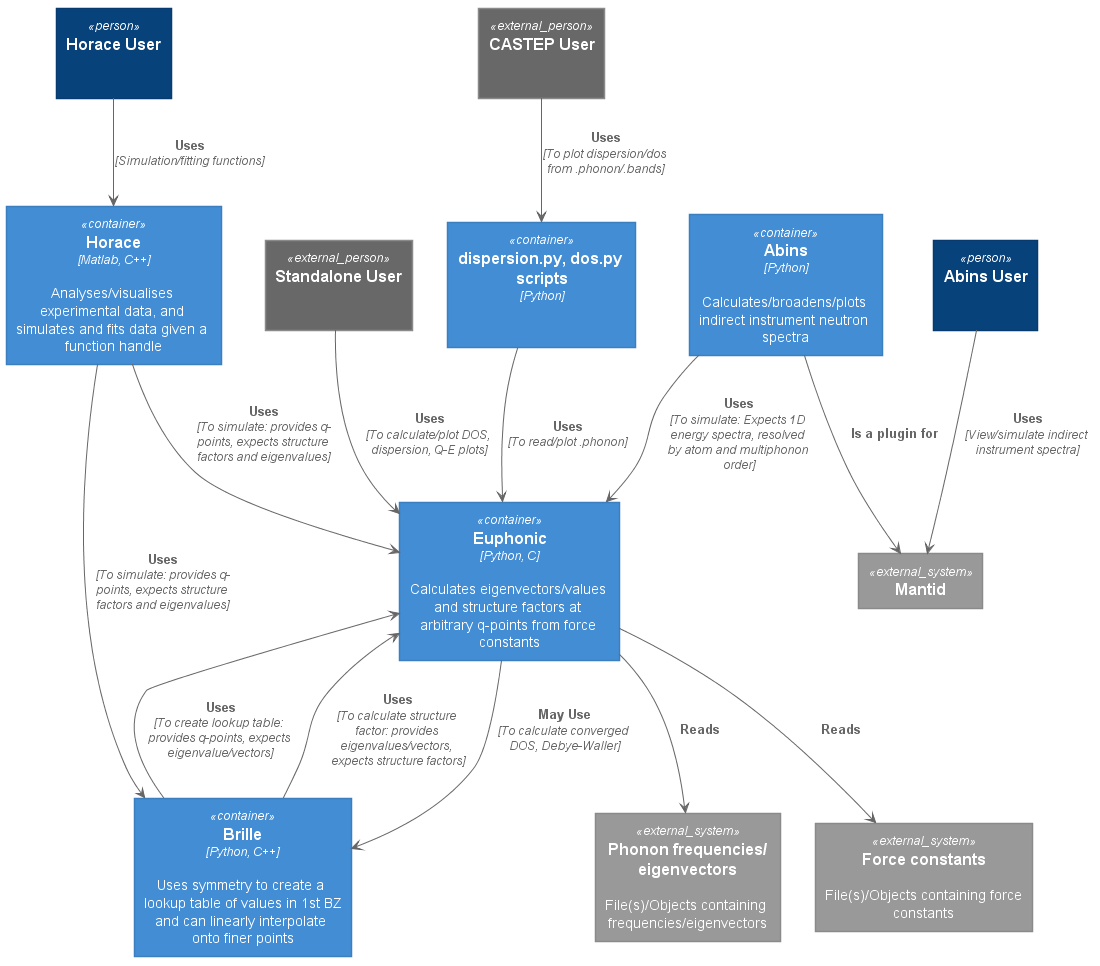 «person»
Horace User
«external_person»
CASTEP User
Uses
[Simulation/fitting functions]
Uses
[To plot dispersion/dos
from .phonon/.bands]
«container»
Horace
[Matlab, C++]
Analyses/visualises
experimental data, and
simulates and fits data given a
function handle
«external_person»
Standalone User
«container»
dispersion.py, dos.py
scripts
[Python]
«container»
Abins
[Python]
Calculates/broadens/plots
indirect instrument neutron
spectra
«person»
Abins User
Uses
[To simulate: provides q-
points, expects structure
factors and eigenvalues]
Uses
[To calculate/plot DOS,
dispersion, Q-E plots]
Uses
[To read/plot .phonon]
Uses
[To simulate: Expects 1D
energy spectra, resolved
by atom and multiphonon
order]
Is a plugin for
Uses
[View/simulate indirect
instrument spectra]
Uses
[To simulate: provides q-
points, expects structure
factors and eigenvalues]
«container»
Euphonic
[Python, C]
Calculates eigenvectors/values
and structure factors at
arbitrary q-points from force
constants
«external_system»
Mantid
Uses
[To create lookup table:
provides q-points, expects
eigenvalue/vectors]
Uses
[To calculate structure
factor: provides
eigenvalues/vectors,
expects structure factors]
May Use
[To calculate converged
DOS, Debye-Waller]
Reads
Reads
«container»
Brille
[Python, C++]
Uses symmetry to create a
lookup table of values in 1st BZ
and can linearly interpolate
onto finer points
«external_system»
Phonon frequencies/
eigenvectors
File(s)/Objects containing
frequencies/eigenvectors
«external_system»
Force constants
File(s)/Objects containing force
constants